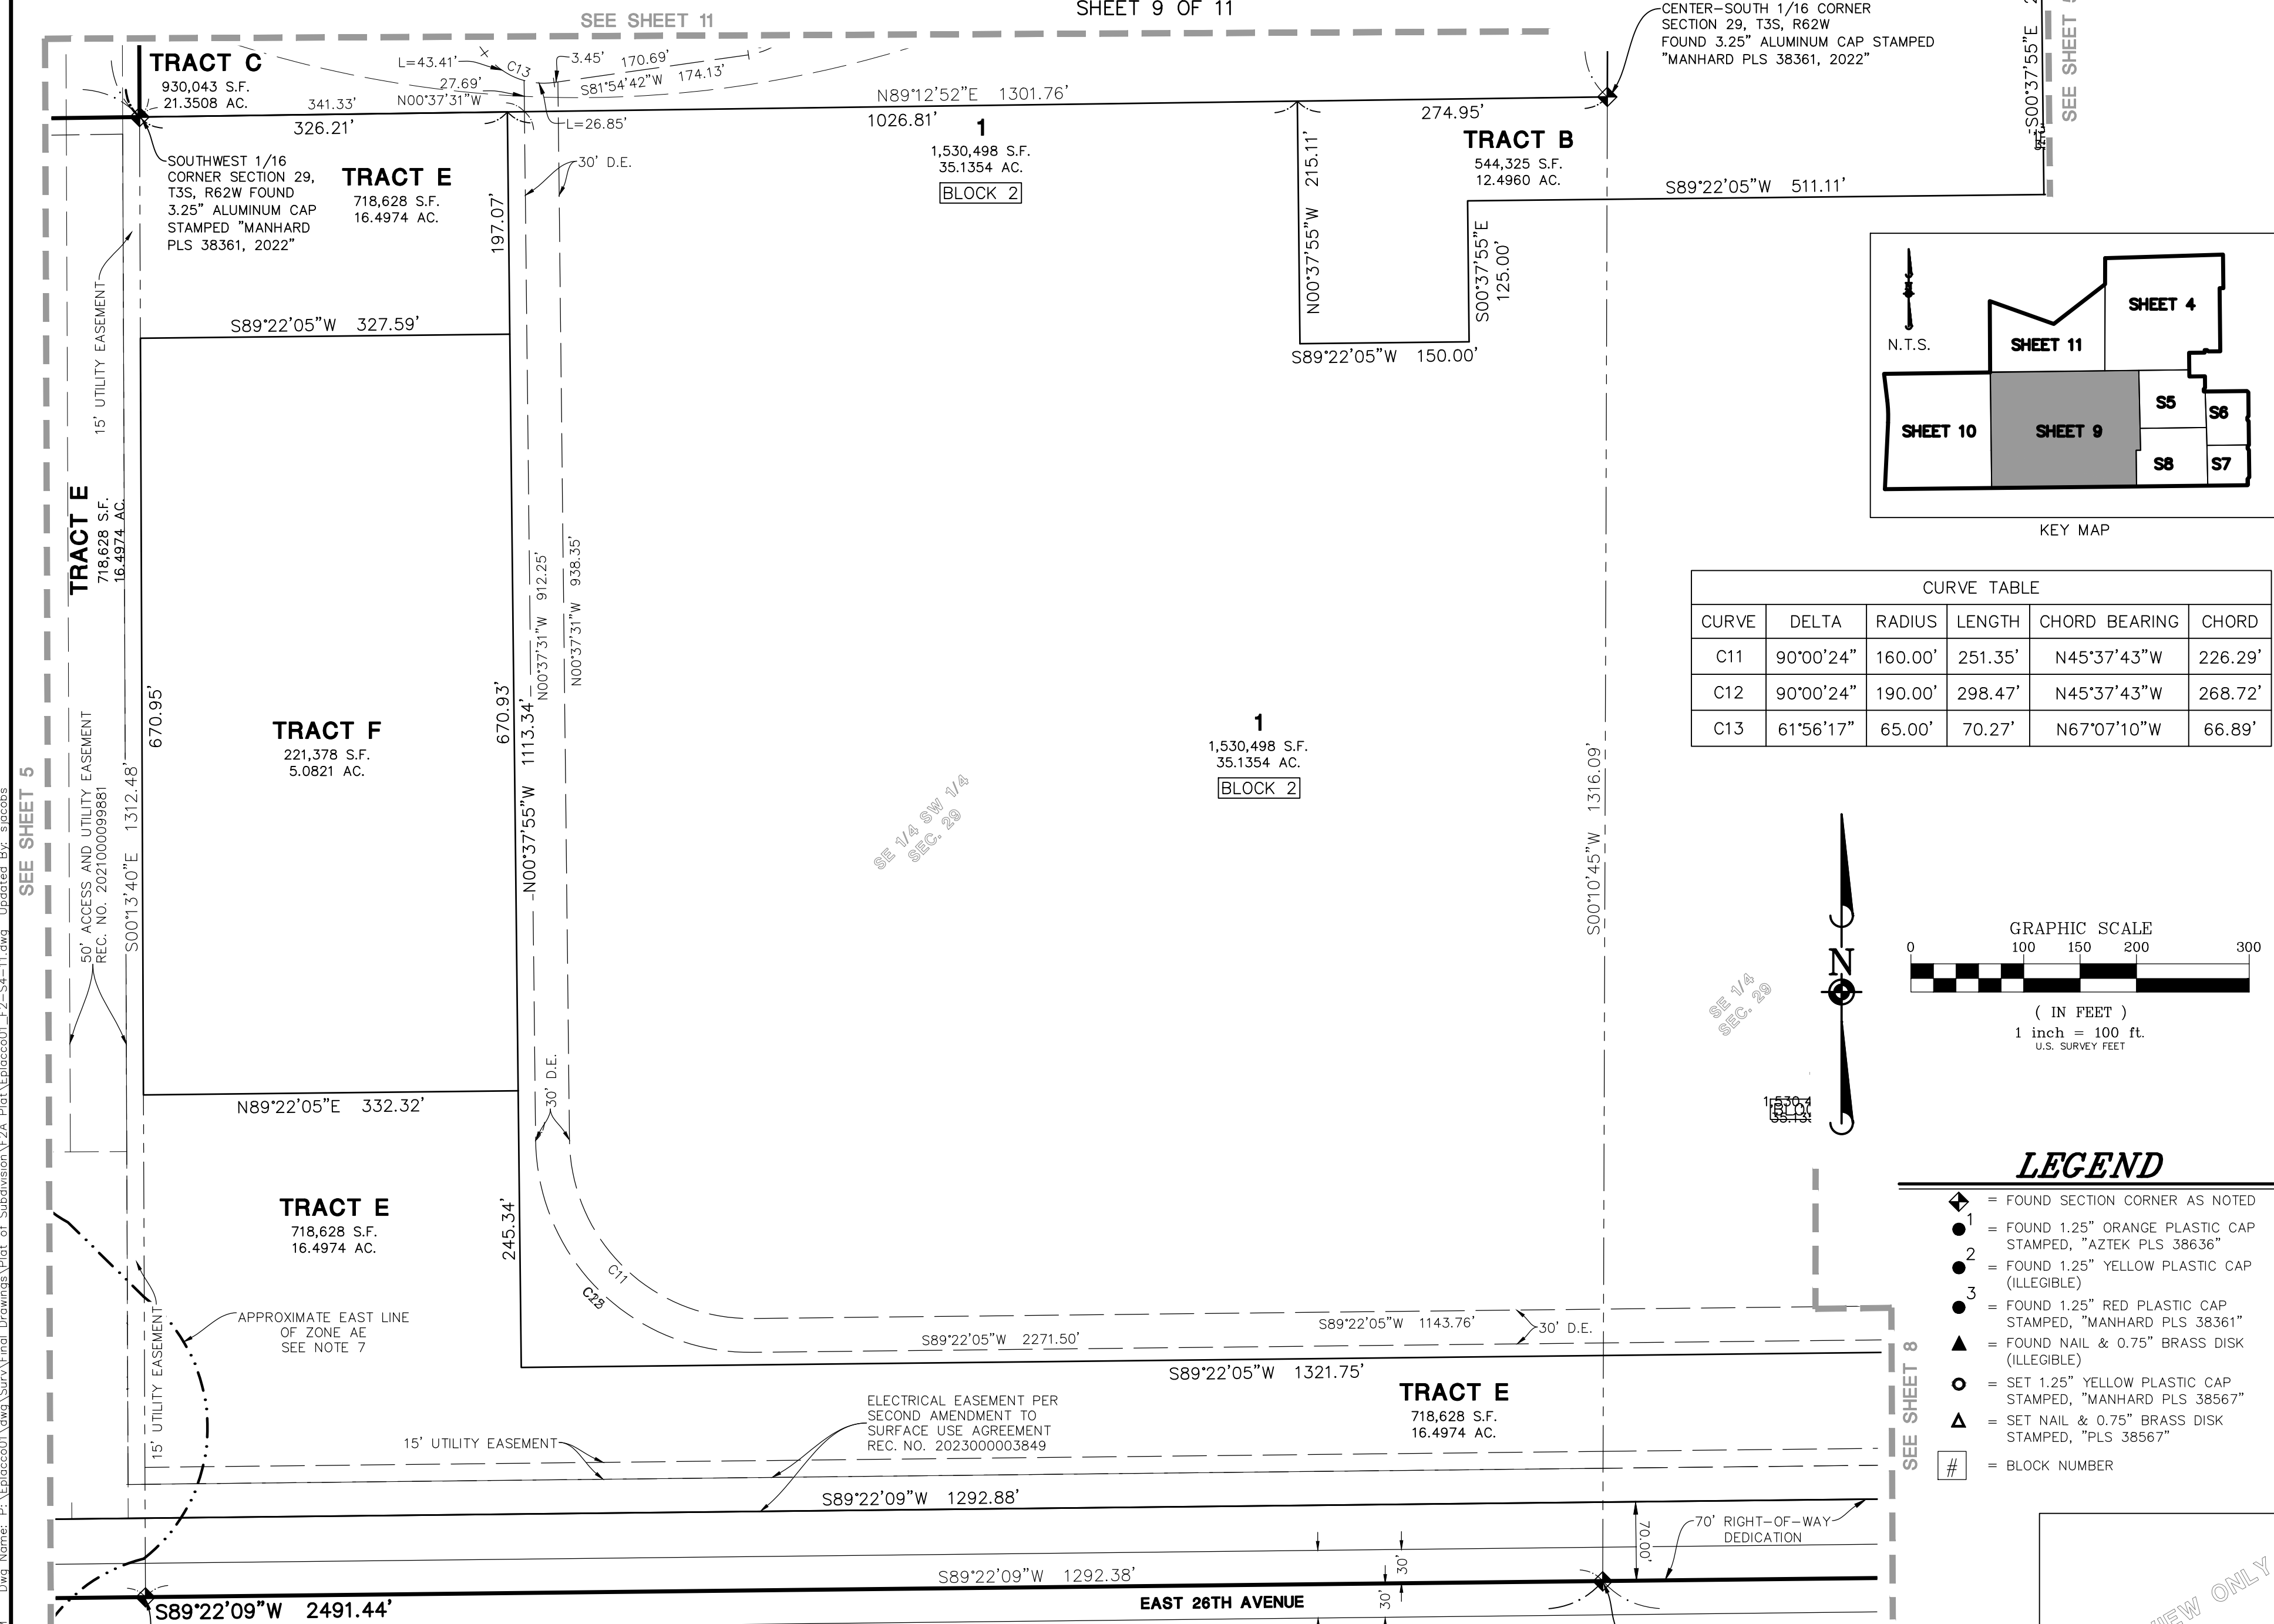 SHEET 9 OF 11
SEE SHEET 11
CENTER-SOUTH 1/16 CORNER
SECTION 29, T3S, R62W
FOUND 3.25" ALUMINUM CAP STAMPED
"MANHARD PLS 38361, 2022"
S00°37'55"E
SEE SHEET 5
TRACT C
930,043 S.F.
21.3508 AC.
L=43.41'
C13
3.45'
170.69'
S81°54'42"W 174.13'
27.69'
N00°37'31"W
341.33'
326.21'
L=26.85'
N89°12'52"E 1301.76'
1026.81'
274.95'
1
1,530,498 S.F.
35.1354 AC.
BLOCK 2
TRACT B
544,325 S.F.
12.4960 AC.
S89°22'05"W 511.11'
SOUTHWEST 1/16
CORNER SECTION 29,
T3S, R62W FOUND
3.25" ALUMINUM CAP
STAMPED "MANHARD
PLS 38361, 2022"
TRACT E
718,628 S.F.
16.4974 AC.
30' D.E.
197.07'
N00°37'55"W 215.11'
S00°37'55"E
125.00'
S89°22'05"W 150.00'
15' UTILITY EASEMENT
S89°22'05"W 327.59'
N.T.S.
SHEET 4
SHEET 11
SHEET 10
SHEET 9
S5
S6
S8
S7
KEY MAP
TRACT E
718,628 S.F.
16.4974 AC.
CURVE TABLE
CURVE DELTA RADIUS LENGTH CHORD BEARING CHORD
C11 90°00'24" 160.00' 251.35' N45°37'43"W 226.29'
C12 90°00'24" 190.00' 298.47' N45°37'43"W 268.72'
C13 61°56'17" 65.00' 70.27' N67°07'10"W 66.89'
SEE SHEET 5
50' ACCESS AND UTILITY EASEMENT
REC. NO. 2021000099881
S00°13'40"E 1312.48'
670.95'
TRACT F
221,378 S.F.
5.0821 AC.
670.93'
N00°37'55"W 1113.34'
N00°37'31"W 912.25'
N00°37'31"W 938.35'
1
1,530,498 S.F.
35.1354 AC.
BLOCK 2
SE 1/4 SW 1/4
SEC. 29
S00°10'45"W 1316.09'
SE 1/4
SEC. 29
N
GRAPHIC SCALE
0 100 150 200 300
( IN FEET )
1 inch = 100 ft.
U.S. SURVEY FEET
N89°22'05"E 332.32'
30' D.E.
TRACT E
718,628 S.F.
16.4974 AC.
245.34'
C11
APPROXIMATE EAST LINE
OF ZONE AE
SEE NOTE 7
15' UTILITY EASEMENT
S89°22'05"W 2271.50'
S89°22'05"W 1143.76'
30' D.E.
S89°22'05"W 1321.75'
TRACT E
718,628 S.F.
16.4974 AC.
ELECTRICAL EASEMENT PER
SECOND AMENDMENT TO
SURFACE USE AGREEMENT
REC. NO. 2023000003849
15' UTILITY EASEMENT
S89°22'09"W 1292.88'
70.00'
70' RIGHT-OF-WAY
DEDICATION
S89°22'09"W 1292.38'
30'
30'
EAST 26TH AVENUE
S89°22'09"W 2491.44'
SEE SHEET 8
LEGEND
= FOUND SECTION CORNER AS NOTED
1 = FOUND 1.25" ORANGE PLASTIC CAP
STAMPED, "AZTEK PLS 38636"
2 = FOUND 1.25" YELLOW PLASTIC CAP
(ILLEGIBLE)
3 = FOUND 1.25" RED PLASTIC CAP
STAMPED, "MANHARD PLS 38361"
= FOUND NAIL & 0.75" BRASS DISK
(ILLEGIBLE)
= SET 1.25" YELLOW PLASTIC CAP
STAMPED, "MANHARD PLS 38567"
= SET NAIL & 0.75" BRASS DISK
STAMPED, "PLS 38567"
# = BLOCK NUMBER
ONLY
Updated By: sjacobs